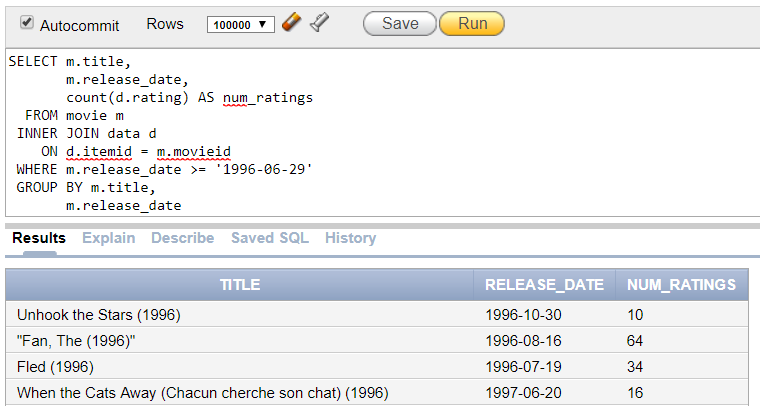 Autocommit Rows 100000 Save Run
SELECT m.title,
m.release_date,
count(d.rating) AS num_ratings
FROM movie m
INNER JOIN data d
ON d.itemid = m.movieid
WHERE m.release_date >= '1996-06-29'
GROUP BY m.title,
m.release_date
Results Explain Describe Saved SQL History
TITLE RELEASE_DATE NUM_RATINGS
Unhook the Stars (1996) 1996-10-30 10
"Fan, The (1996)" 1996-08-16 64
Fled (1996) 1996-07-19 34
When the Cats Away (Chacun cherche son chat) (1996) 1997-06-20 16